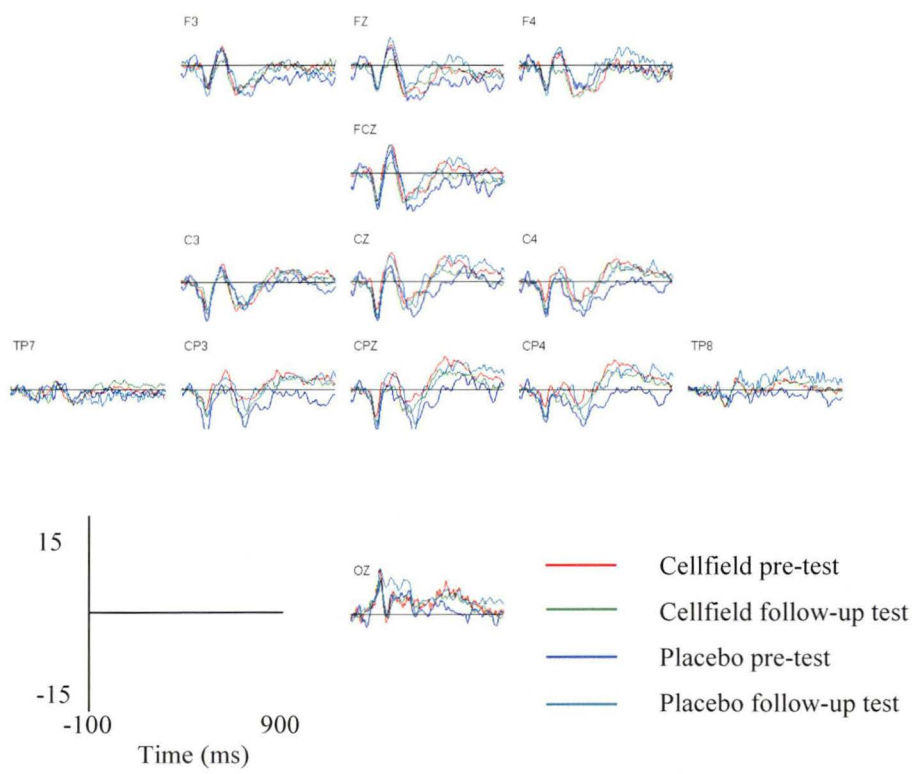 F3 FZ F4
FCZ
C3 CZ C4
TP7 CP3 CPZ CP4 TP8
15
-15
-100 900
Time (ms)
OZ
Cellfield pre-test
Cellfield follow-up test
Placebo pre-test
Placebo follow-up test